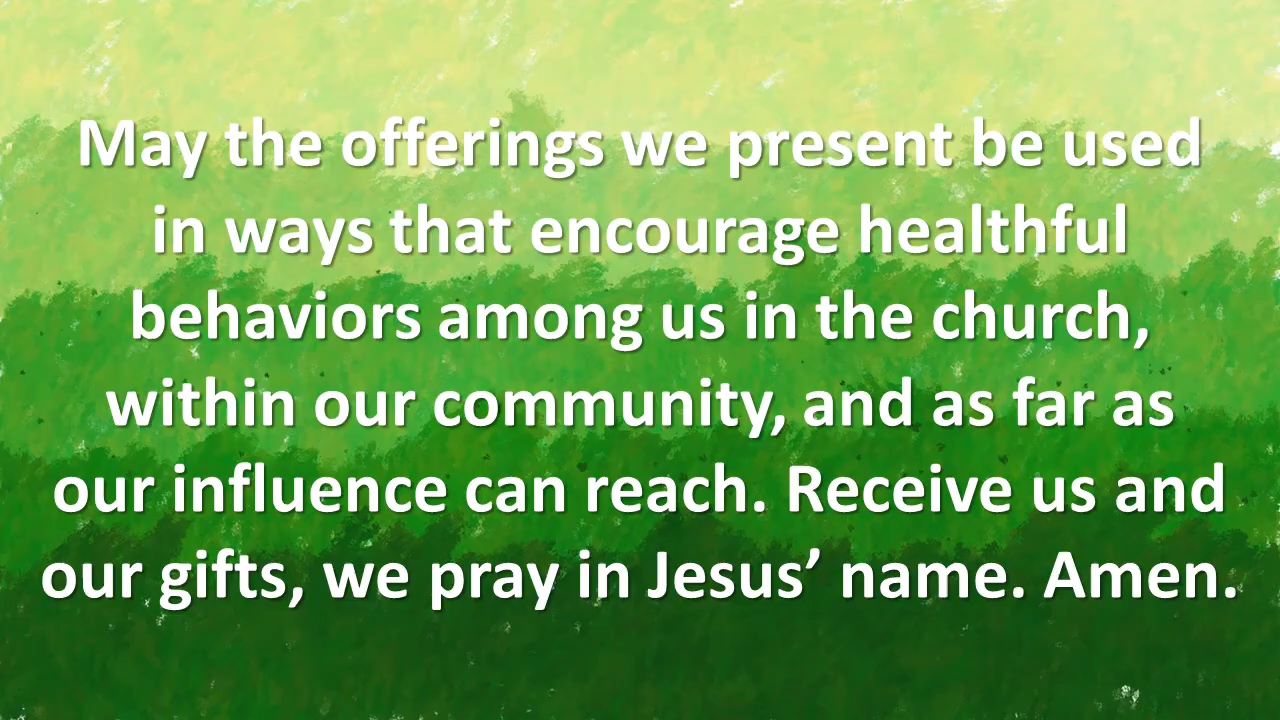 May the offerings we present be used
in ways that encourage healthful
behaviors among us in the church,
within our community, and as far as
our influence can reach. Receive us and
our gifts, we pray in Jesus’ name. Amen.